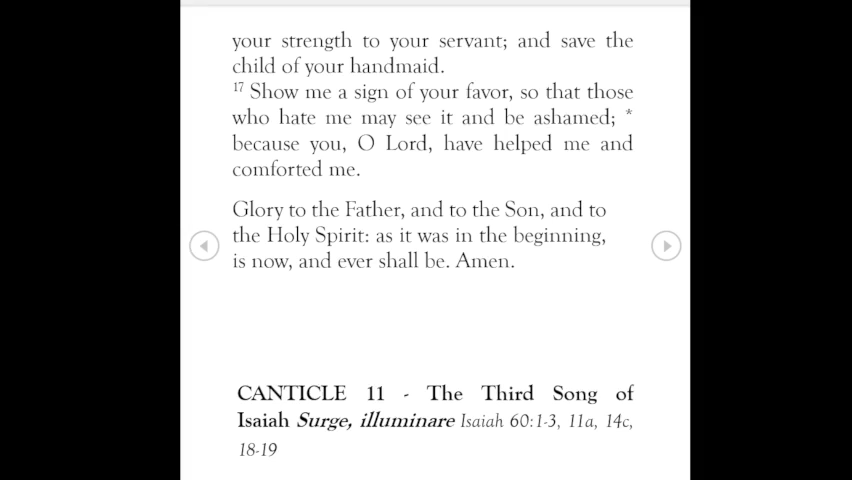 your strength to your servant; and save the
child of your handmaid.
17 Show me a sign of your favor, so that those
who hate me may see it and be ashamed; *
because you, O Lord, have helped me and
comforted me.
Glory to the Father, and to the Son, and to
the Holy Spirit: as it was in the beginning,
is now, and ever shall be. Amen.
CANTICLE 11 - The Third Song of
Isaiah Surge, illuminare Isaiah 60:1-3, 11a, 14c,
18-19